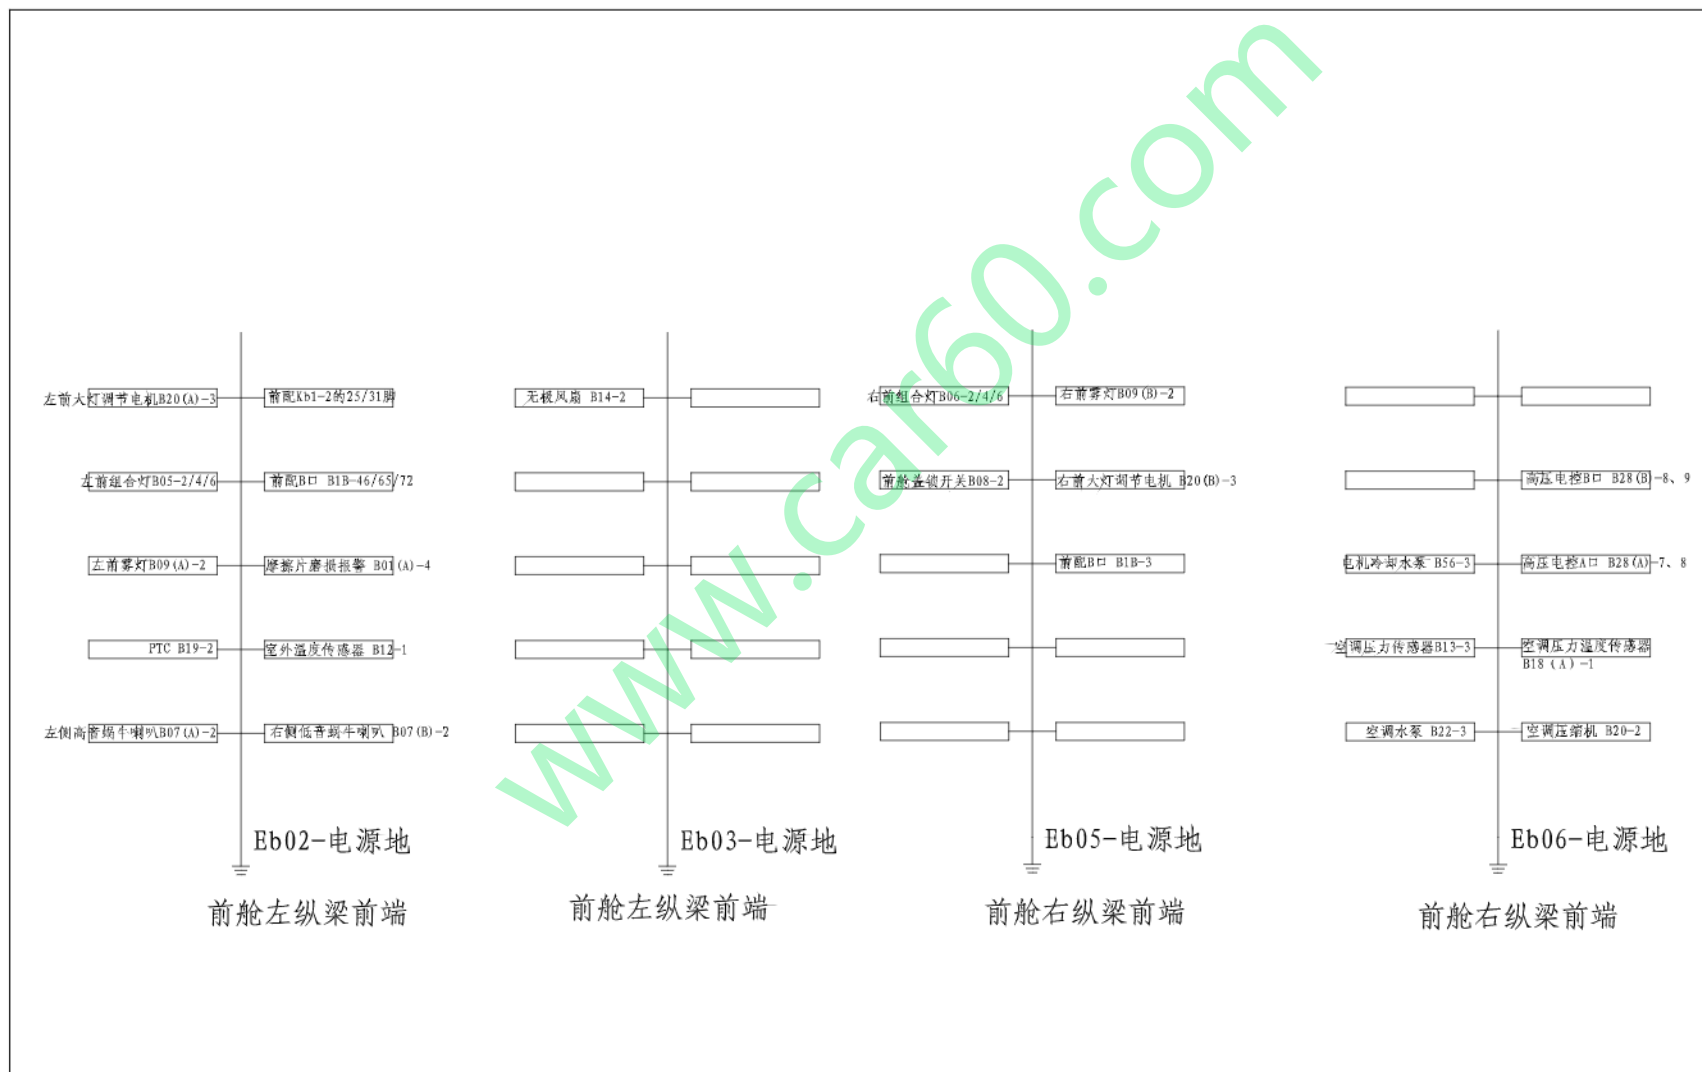 左前大灯调节电机B20(A)-3
前配Kb1-2的25/31脚
左前组合灯B05-2/4/6
前配B口 B1B-46/65/72
左前雾灯B09(A)-2
摩擦片磨损报警 B01(A)-4
PTC B19-2
室外温度传感器 B12-1
左侧高音蜗牛喇叭B07(A)-2
右侧低音蜗牛喇叭 B07(B)-2
Eb02-电源地
前舱左纵梁前端
无极风扇 B14-2
Eb03-电源地
前舱左纵梁前端
右前组合灯B06-2/4/6
右前雾灯B09(B)-2
前舱盖锁开关B08-2
右前大灯调节电机 B20(B)-3
前配B口 B1B-3
Eb05-电源地
前舱右纵梁前端
高压电控B口 B28(B)-8、9
电机冷却水泵 B56-3
高压电控A口 B28(A)-7、8
空调压力传感器B13-3
空调压力温度传感器
B18 (A)-1
空调水泵 B22-3
空调压缩机 B20-2
Eb06-电源地
前舱右纵梁前端
www.car60.com